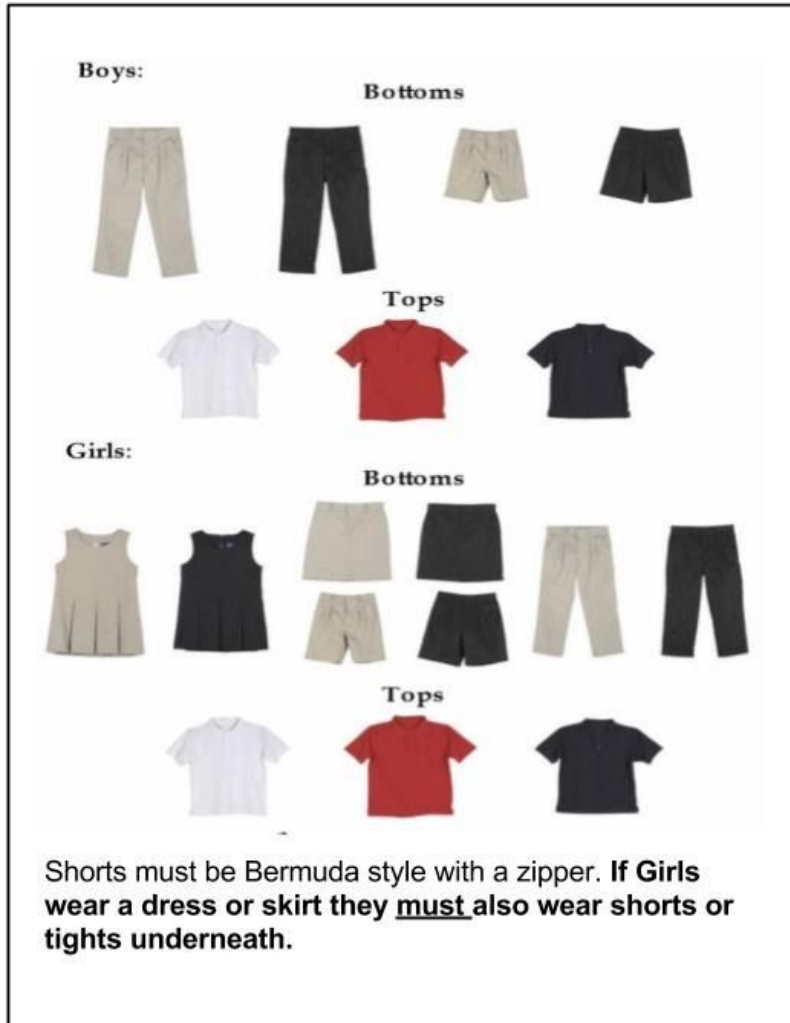 Boys:
Bottoms
Tops
Girls:
Bottoms
Tops
Shorts must be Bermuda style with a zipper. If Girls
wear a dress or skirt they must also wear shorts or
tights underneath.